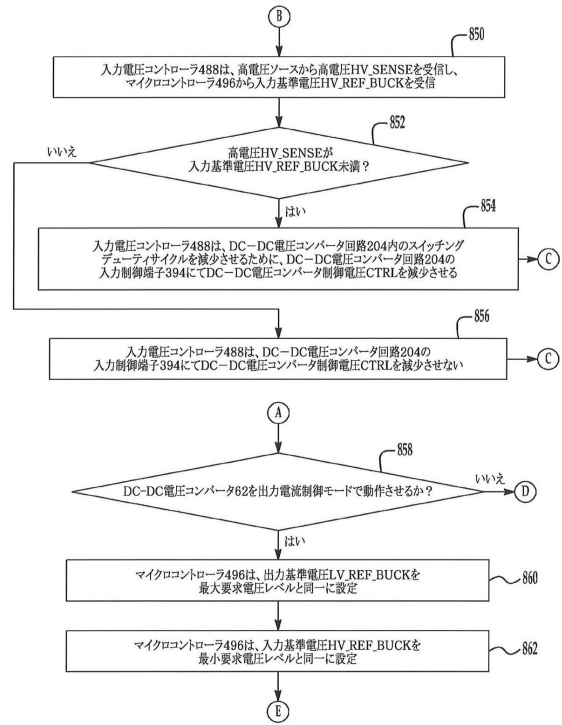 B
850
入力電圧コントローラ488は、高電圧ソースから高電圧HV_SENSEを受信し、
マイクロコントローラ496から入力基準電圧HV_REF_BUCKを受信
852
いいえ
高電圧HV_SENSEが
入力基準電圧HV_REF_BUCK未満？
はい
854
入力電圧コントローラ488は、DC－DC電圧コンバータ回路204内のスイッチング
デューティサイクルを減少させるために、DC－DC電圧コンバータ回路204の
入力制御端子394にてDC－DC電圧コンバータ制御電圧CTRLを減少させる
C
856
入力電圧コントローラ488は、DC－DC電圧コンバータ回路204の
入力制御端子394にてDC－DC電圧コンバータ制御電圧CTRLを減少させない
C
A
858
DC-DC電圧コンバータ62を出力電流制御モードで動作させるか？
いいえ
D
はい
マイクロコントローラ496は、出力基準電圧LV_REF_BUCKを
最大要求電圧レベルと同一に設定
860
マイクロコントローラ496は、入力基準電圧HV_REF_BUCKを
最小要求電圧レベルと同一に設定
862
E